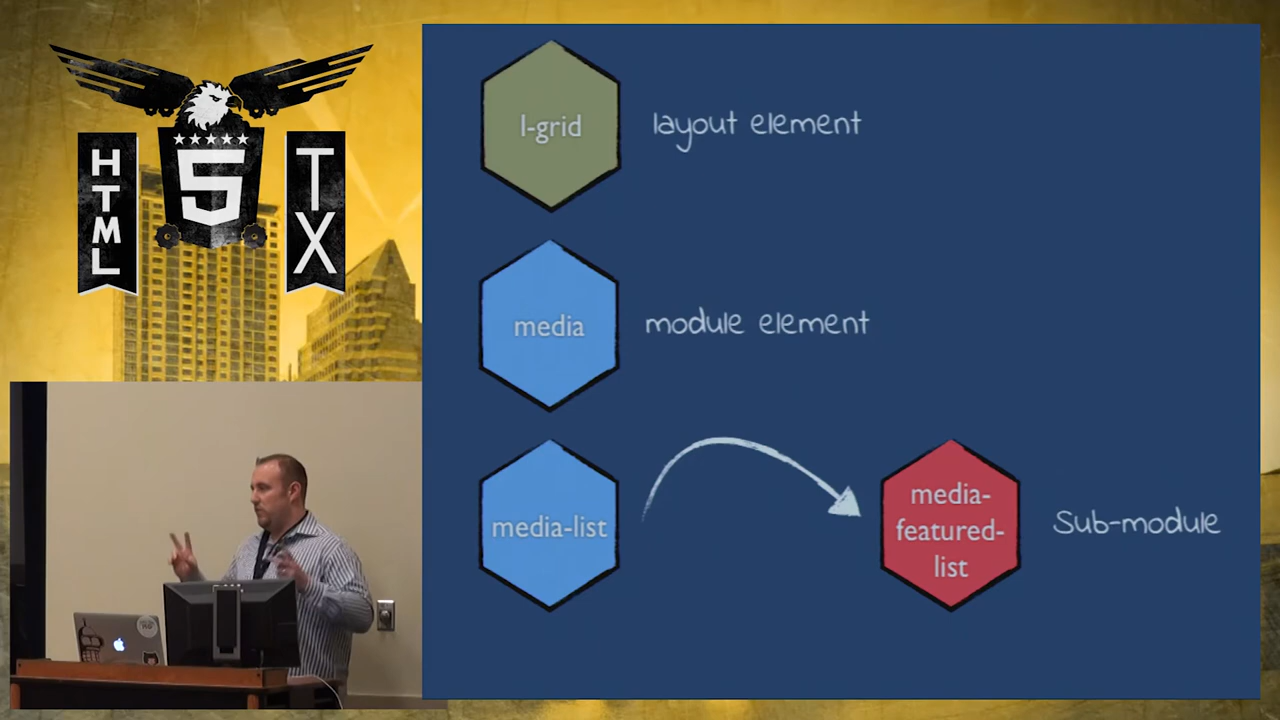 HTML
5
TX
l-grid
layout element
media
module element
media-list
media-
featured-
list
Sub-module